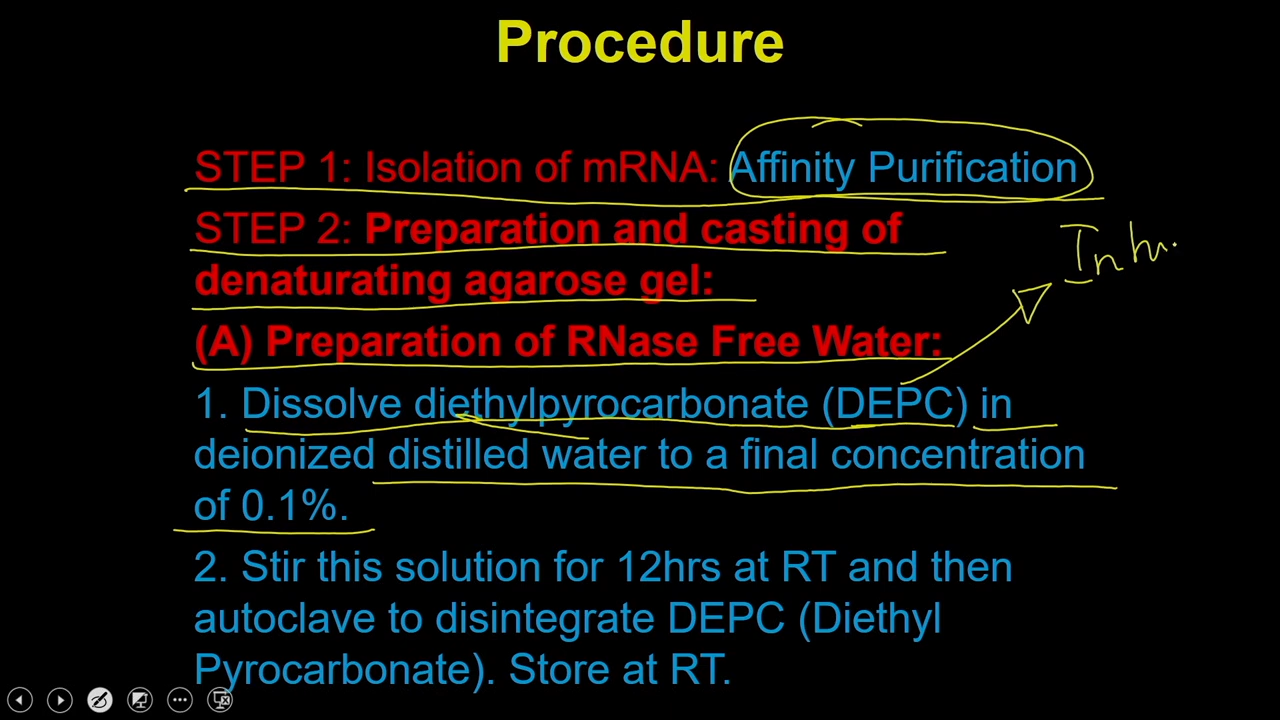 Procedure
STEP 1: Isolation of mRNA: Affinity Purification
STEP 2: Preparation and casting of
denaturating agarose gel:
(A) Preparation of RNase Free Water:
1. Dissolve diethylpyrocarbonate (DEPC) in
deionized distilled water to a final concentration
of 0.1%.
2. Stir this solution for 12hrs at RT and then
autoclave to disintegrate DEPC (Diethyl
Pyrocarbonate). Store at RT.